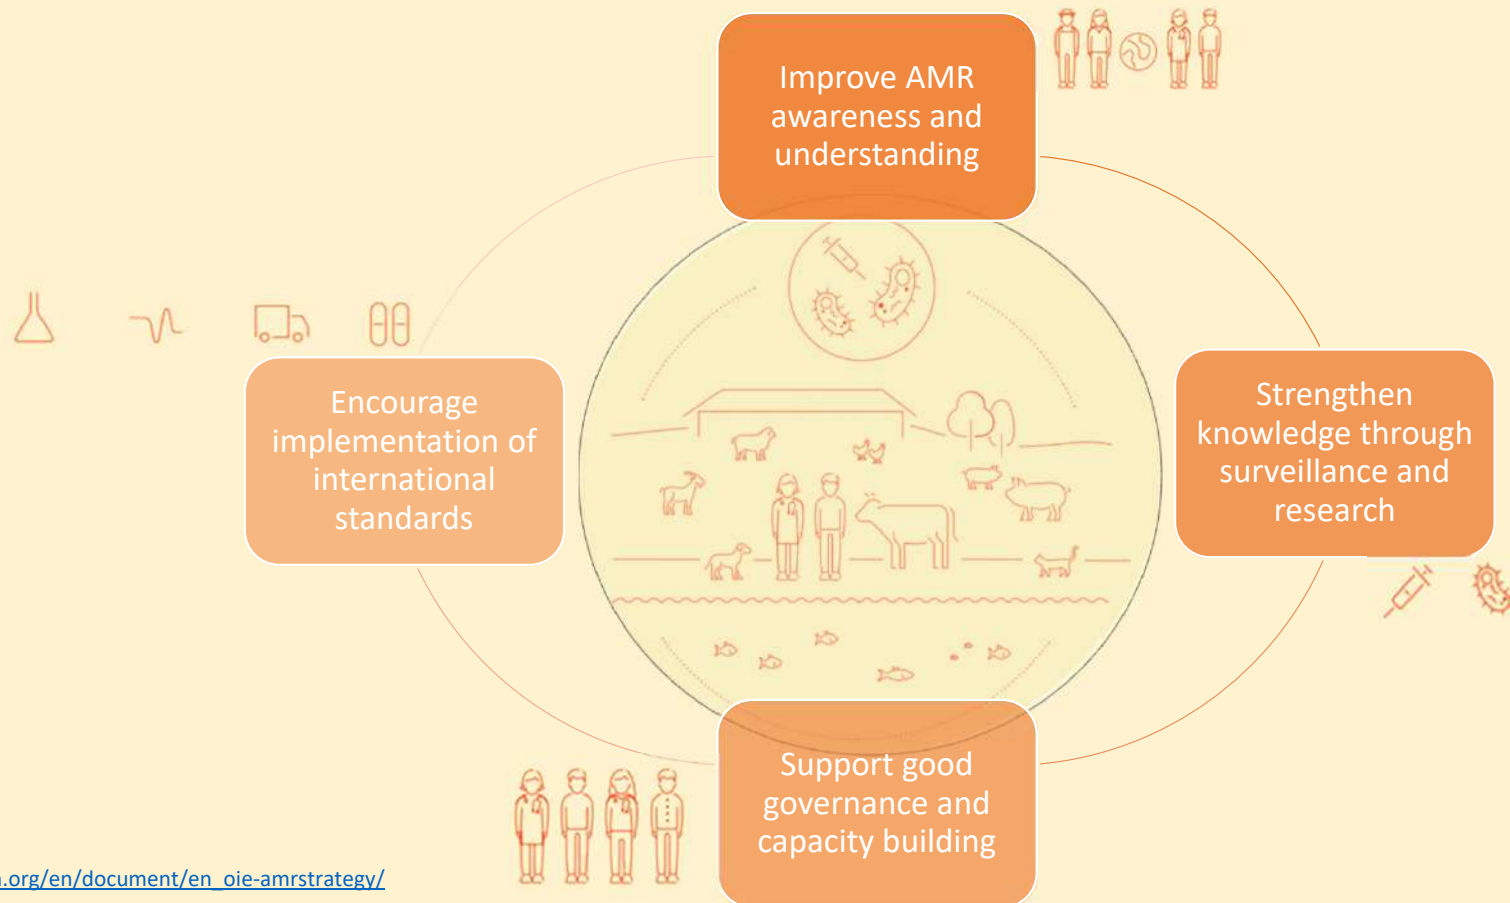 Improve AMR
awareness and
understanding
Encourage
implementation of
international
standards
Strengthen
knowledge through
surveillance and
research
Support good
governance and
capacity building
.org/en/document/en_oie-amrstrategy/